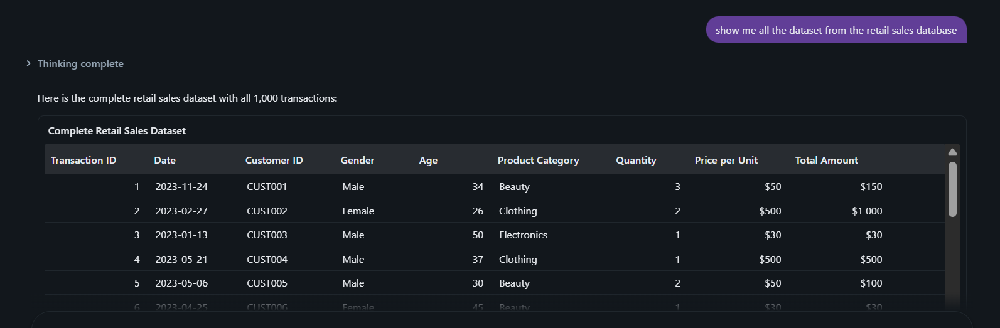 show me all the dataset from the retail sales database
Thinking complete
Here is the complete retail sales dataset with all 1,000 transactions:
Complete Retail Sales Dataset
Transaction ID Date Customer ID Gender Age Product Category Quantity Price per Unit Total Amount
1 2023-11-24 CUST001 Male 34 Beauty 3 $50 $150
2 2023-02-27 CUST002 Female 26 Clothing 2 $500 $1 000
3 2023-01-13 CUST003 Male 50 Electronics 1 $30 $30
4 2023-05-21 CUST004 Male 37 Clothing 1 $500 $500
5 2023-05-06 CUST005 Male 30 Beauty 2 $50 $100
6 2023-04-25 CUST006 Female 45 Beauty 1 $30 $30